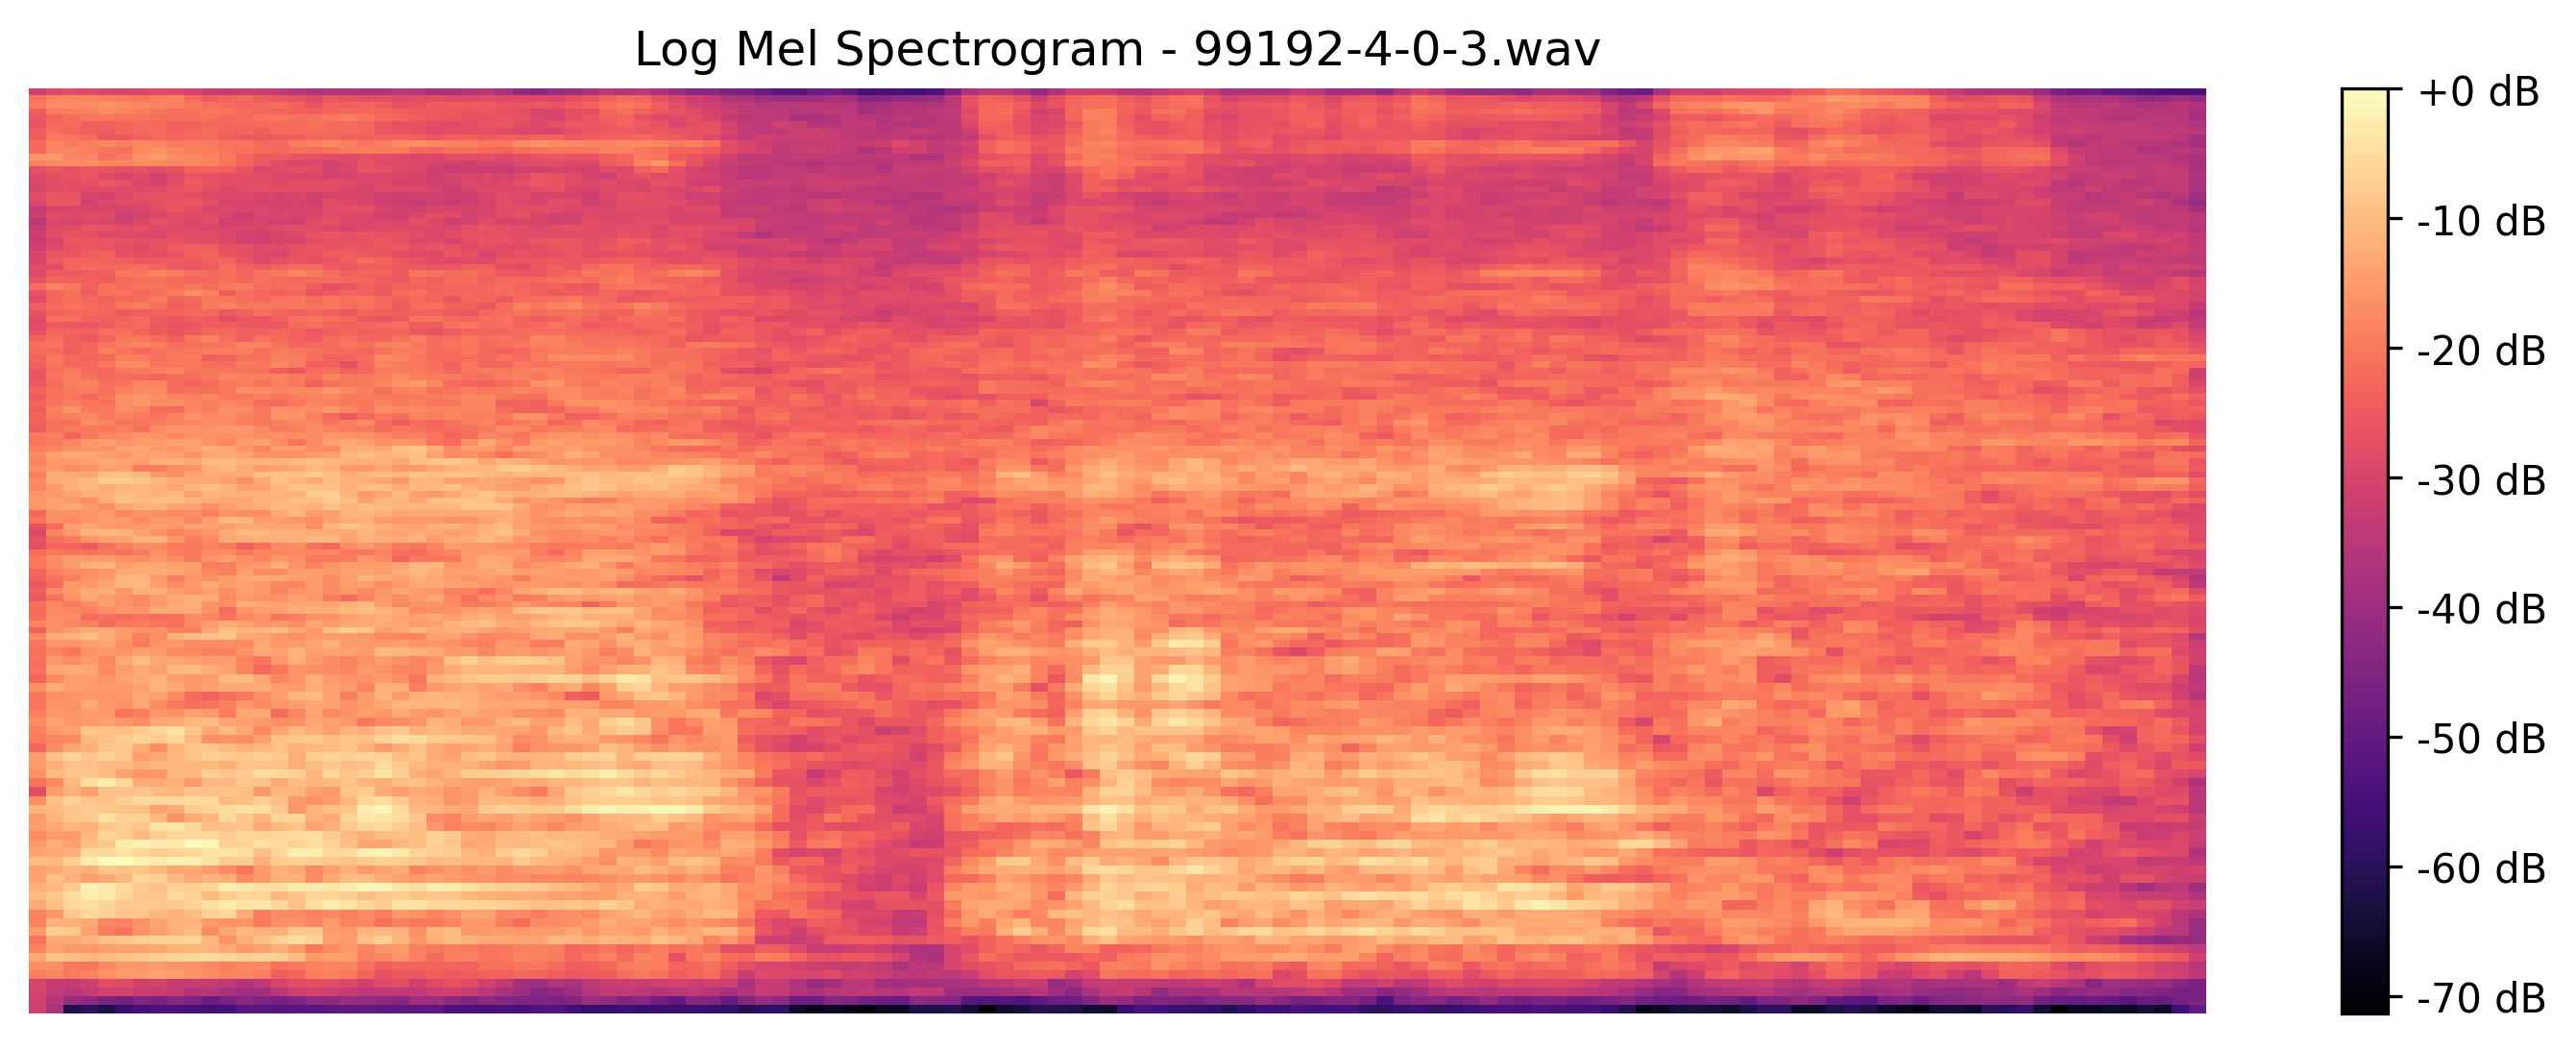 Log Mel Spectrogram - 99192-4-0-3.wav
+0 dB
-10 dB
-20 dB
-30 dB
-40 dB
-50 dB
-60 dB
-70 dB